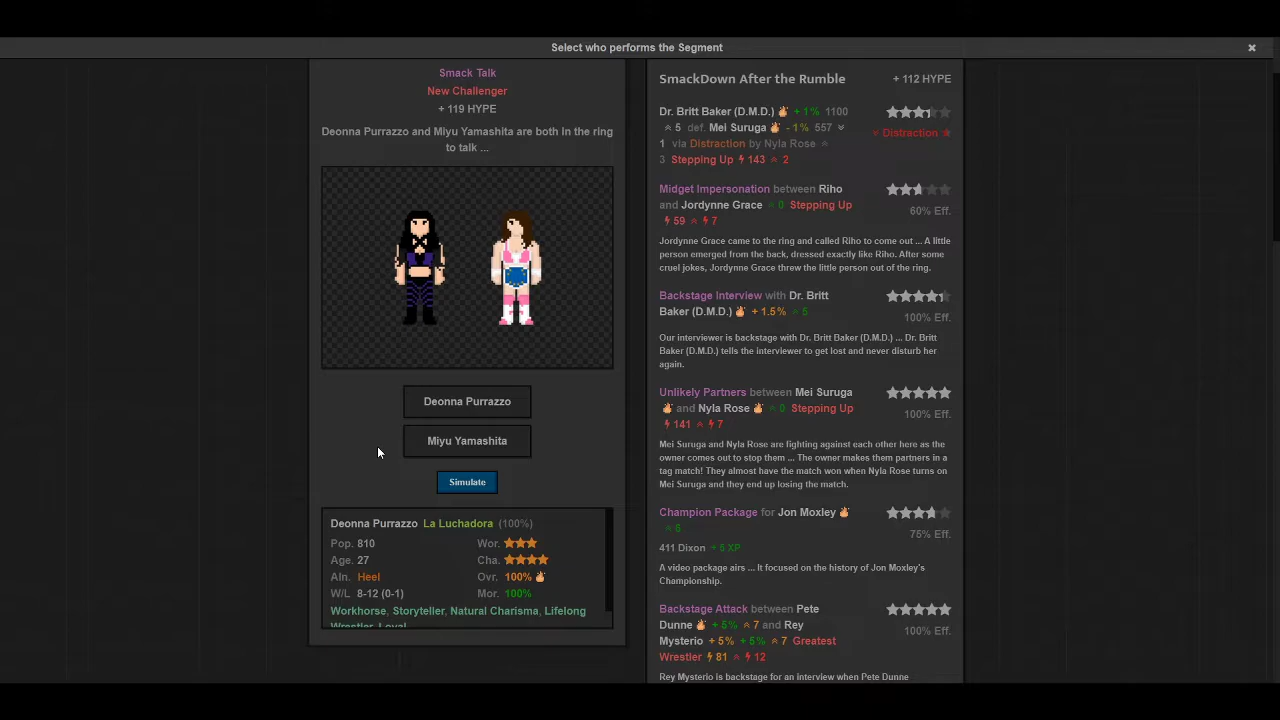 Select who performs the Segment
Smack Talk
New Challenger
+ 119 HYPE
Deonna Purrazzo and Miyu Yamashita are both in the ring
to talk ...
Deonna Purrazzo
Miyu Yamashita
Simulate
Deonna Purrazzo La Luchadora (100%)
Pop. 810 Wor.
Age. 27 Cha.
Aln. Heel Ovr. 100%
W/L 8-12 (0-1) Mor. 100%
Workhorse, Storyteller, Natural Charisma, Lifelong
Wrestler, Loyal
SmackDown After the Rumble + 112 HYPE
Dr. Britt Baker (D.M.D.) + 1% 1100
5 def. Mei Suruga - 1% 557
Distraction
1 via Distraction by Nyla Rose
3 Stepping Up 143 2
Midget Impersonation between Riho
and Jordynne Grace 0 Stepping Up
60% Eff.
59 7
Jordynne Grace came to the ring and called Riho to come out ... A little
person emerged from the back, dressed exactly like Riho. After some
cruel jokes, Jordynne Grace threw the little person out of the ring.
Backstage Interview with Dr. Britt
Baker (D.M.D.) + 1.5% 5
100% Eff.
Our interviewer is backstage with Dr. Britt Baker (D.M.D.) ... Dr. Britt
Baker (D.M.D.) tells the interviewer to get lost and never disturb her
again.
Unlikely Partners between Mei Suruga
and Nyla Rose 0 Stepping Up
100% Eff.
141 7
Mei Suruga and Nyla Rose are fighting against each other here as the
owner comes out to stop them ... The owner makes them partners in a
tag match! They almost have the match won when Nyla Rose turns on
Mei Suruga and they end up losing the match.
Champion Package for Jon Moxley
6
75% Eff.
411 Dixon + 5 XP
A video package airs ... It focused on the history of Jon Moxley's
Championship.
Backstage Attack between Pete
Dunne + 5% 7 and Rey
100% Eff.
Mysterio + 5% + 5% 7 Greatest
Wrestler 81 12
Rey Mysterio is backstage for an interview when Pete Dunne